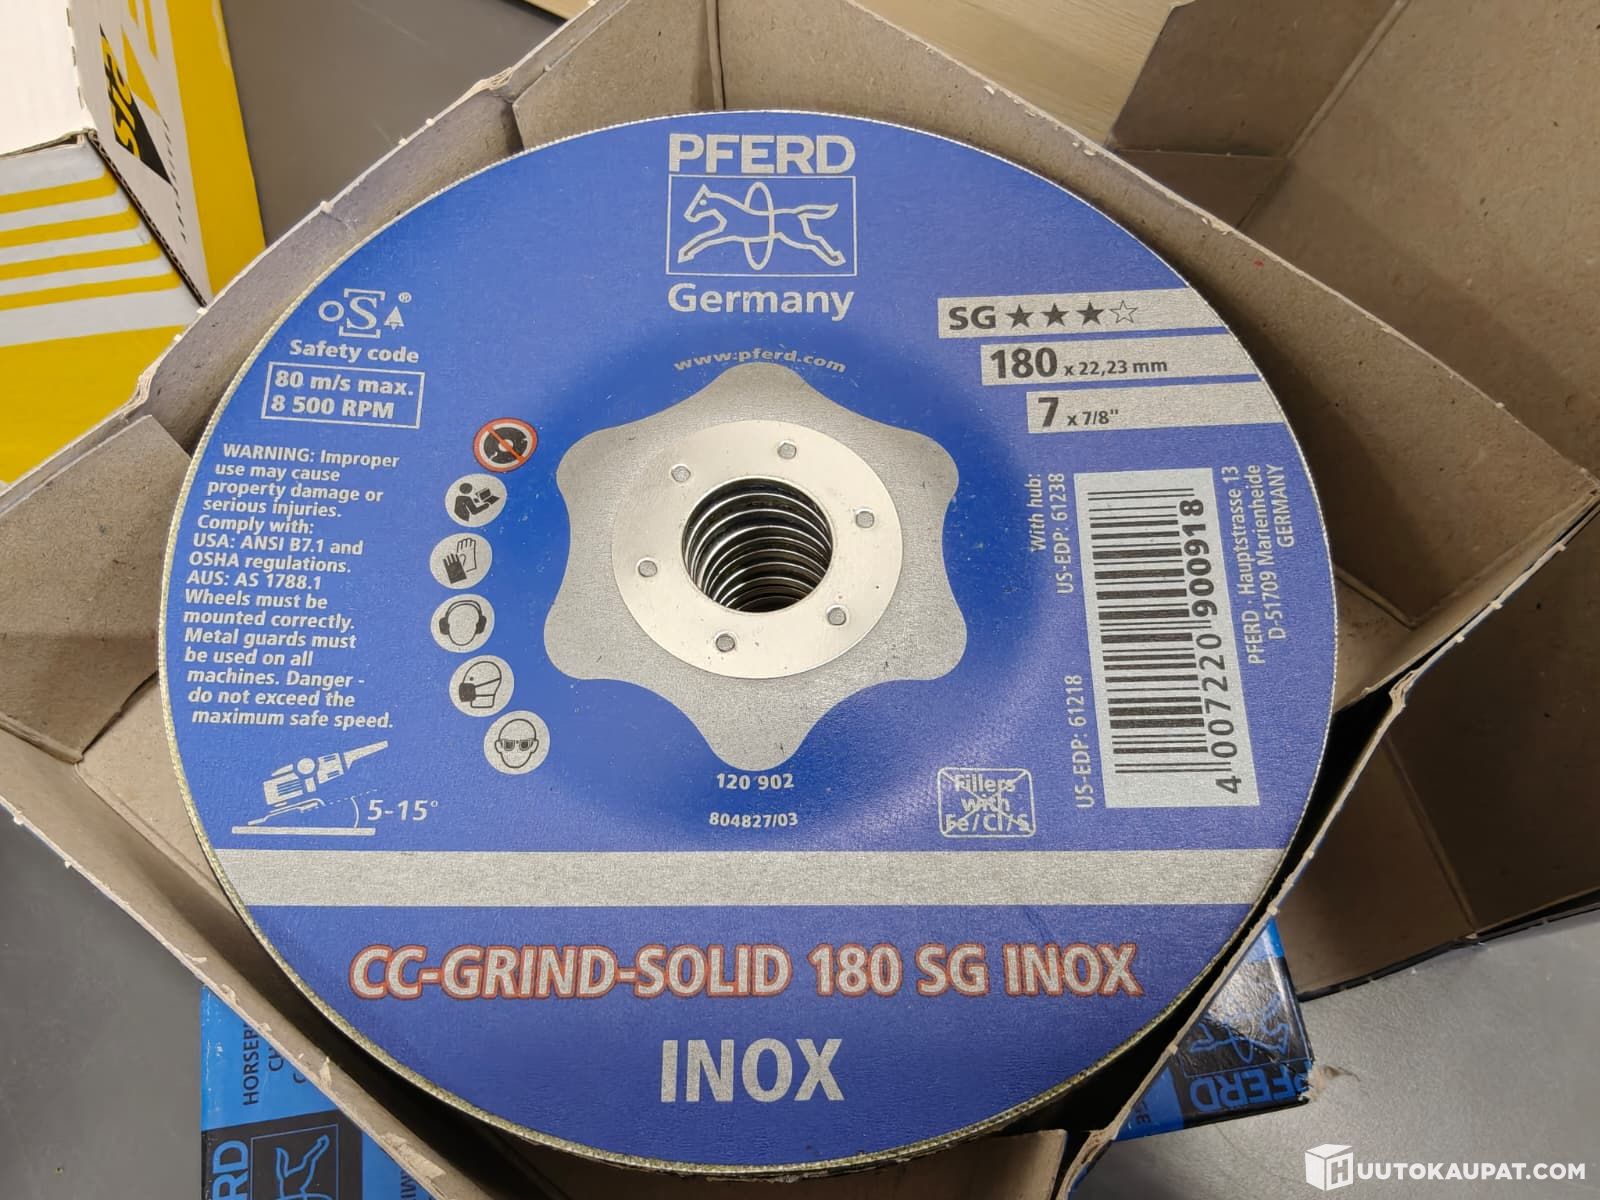 PFERD
Germany
www.pferd.com
oSA®
Safety code
80 m/s max.
8 500 RPM
SG ★★★☆
180 x 22,23 mm
7 x 7/8"
WARNING: Improper
use may cause
property damage or
serious injuries.
Comply with:
USA: ANSI B7.1 and
OSHA regulations.
AUS: AS 1788.1
Wheels must be
mounted correctly.
Metal guards must
be used on all
machines. Danger -
do not exceed the
maximum safe speed.
5-15°
With hub:
US-EDP: 61238
US-EDP: 61218
4 007220 900918
PFERD · Hauptstrasse 13
D-51709 Marienheide
GERMANY
120 902
804827/03
Fillers
with
Fe/Cl/S
CC-GRIND-SOLID 180 SG INOX
INOX
sit
PFERD
HUUTOKAUPAT.COM